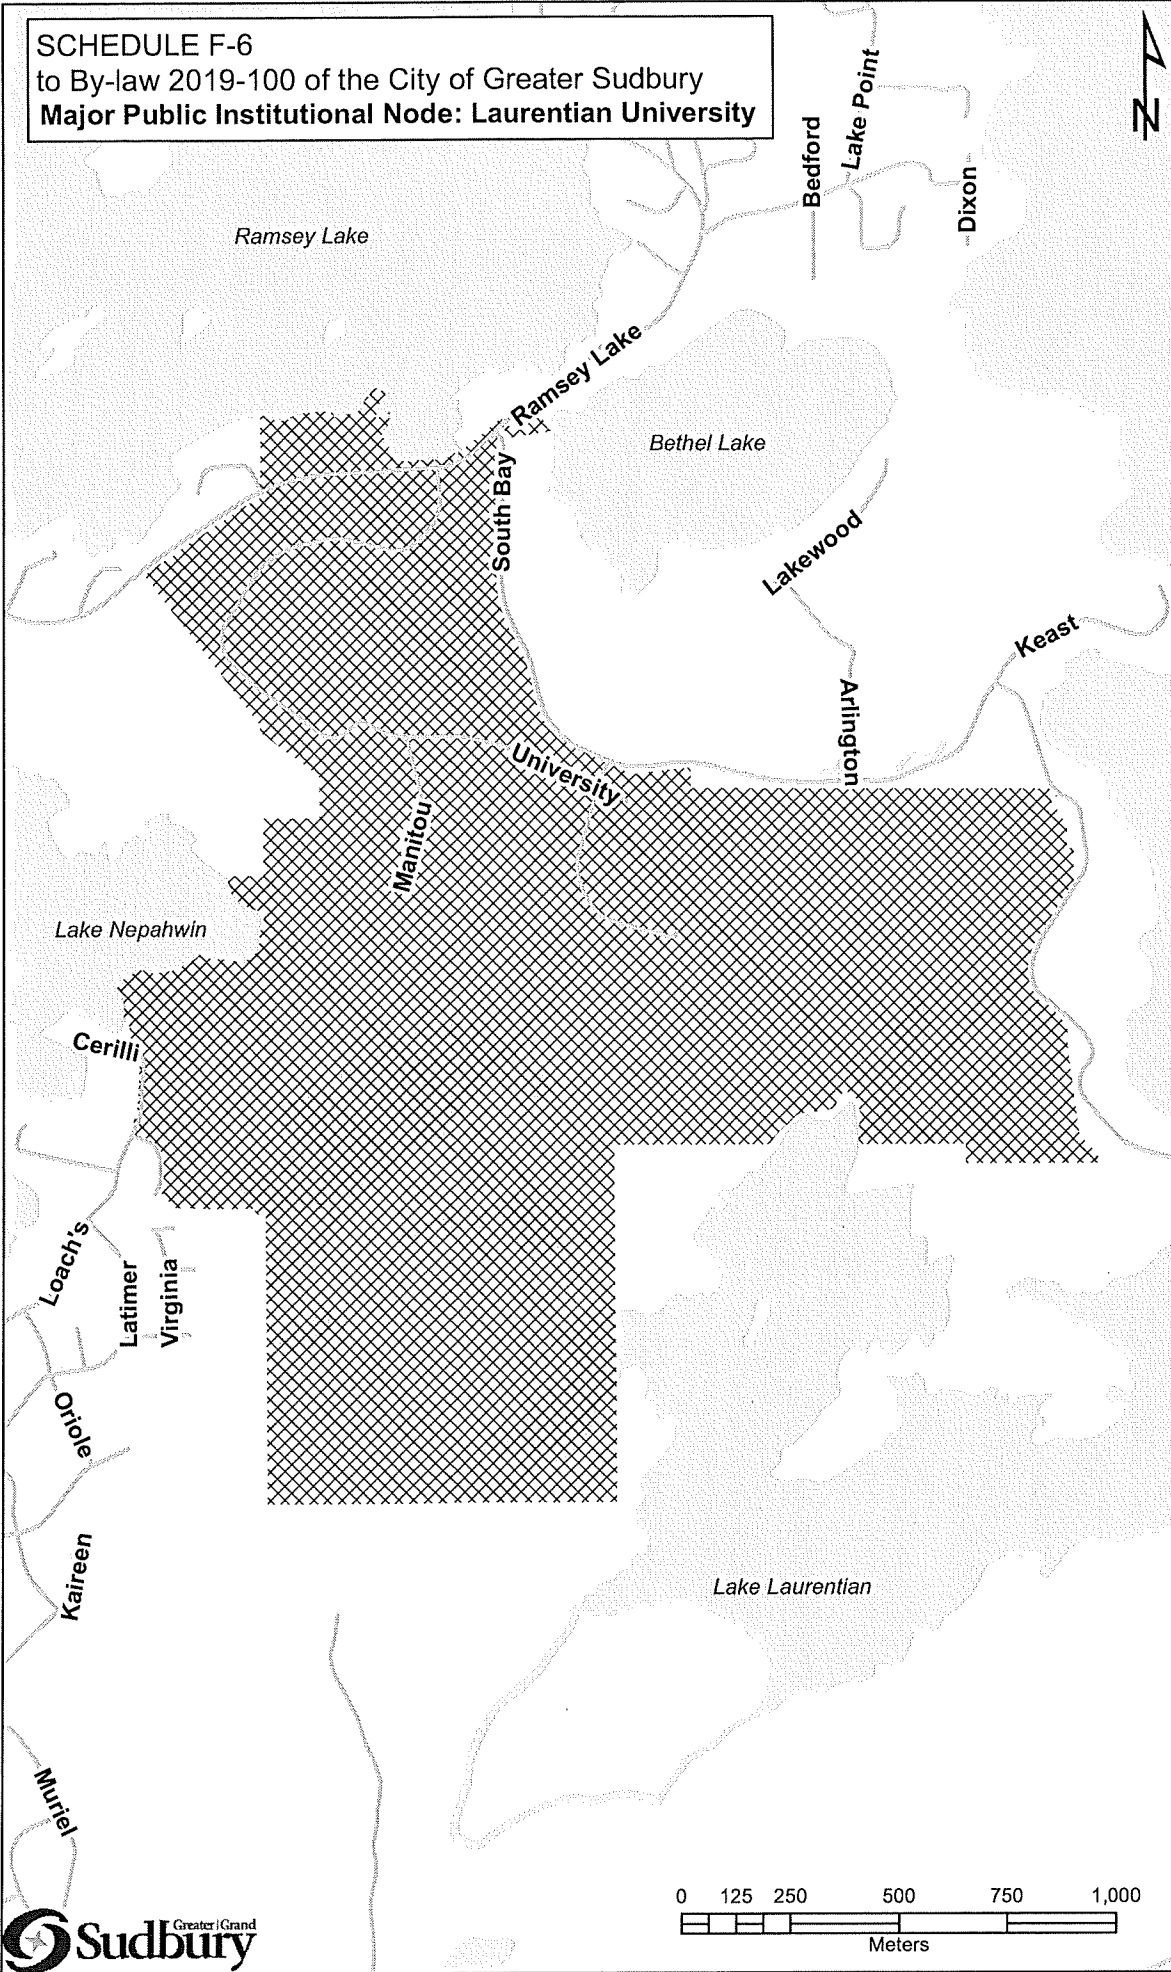 SCHEDULE F-6
to By-law 2019-100 of the City of Greater Sudbury
Major Public Institutional Node: Laurentian University
N
Lake Point
Bedford
Dixon
Ramsey Lake
Ramsey Lake
Bethel Lake
South Bay
Lakewood
Keast
Arlington
University
Manitou
Lake Nepahwin
Cerilli
Loach's
Latimer
Virginia
Oriole
Kaireen
Lake Laurentian
Muriel
0 125 250 500 750 1,000
Meters
Greater | Grand
Sudbury